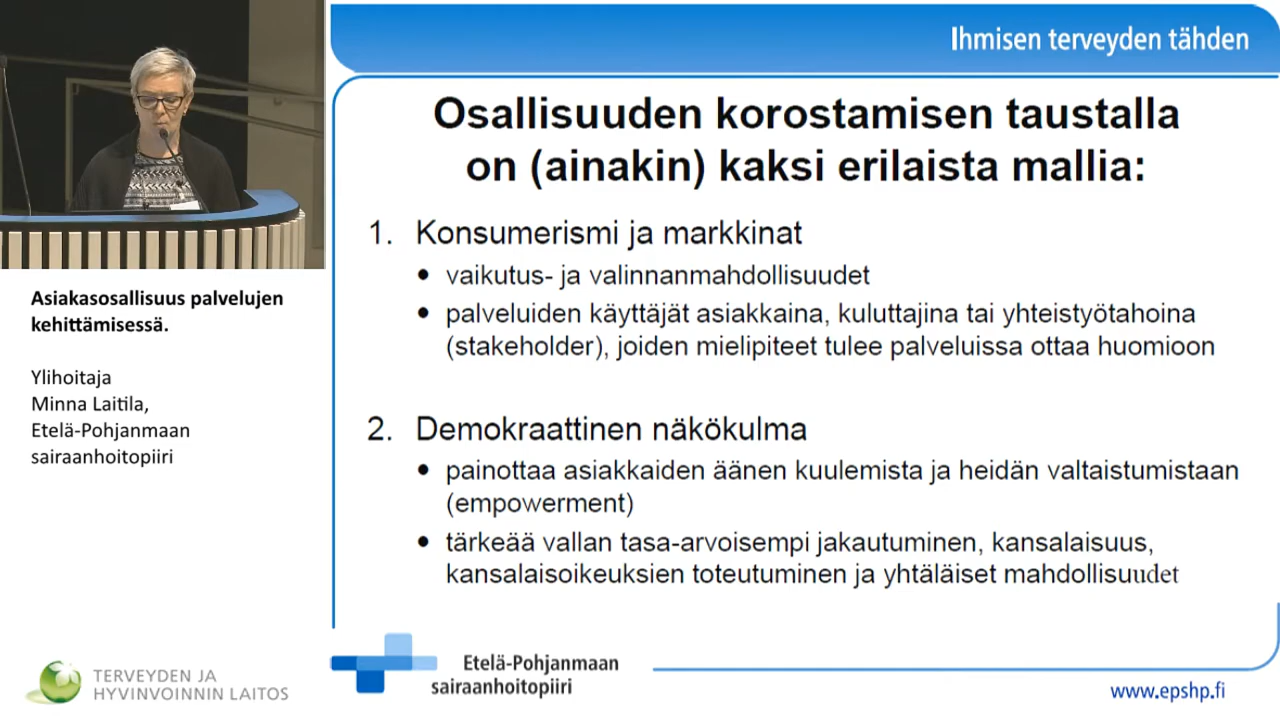 Ihmisen terveyden tähden
Osallisuuden korostamisen taustalla
on (ainakin) kaksi erilaista mallia:
1. Konsumerismi ja markkinat
• vaikutus- ja valinnanmahdollisuudet
• palveluiden käyttäjät asiakkaina, kuluttajina tai yhteistyötahoina
(stakeholder), joiden mielipiteet tulee palveluissa ottaa huomioon
2. Demokraattinen näkökulma
• painottaa asiakkaiden äänen kuulemista ja heidän valtaistumistaan
(empowerment)
• tärkeää vallan tasa-arvoisempi jakautuminen, kansalaisuus,
kansalaisoikeuksien toteutuminen ja yhtäläiset mahdollisuudet
Etelä-Pohjanmaan
sairaanhoitopiiri
www.epshp.fi
Asiakasosallisuus palvelujen
kehittämisessä.
Ylihoitaja
Minna Laitila,
Etelä-Pohjanmaan
sairaanhoitopiiri
TERVEYDEN JA
HYVINVOINNIN LAITOS